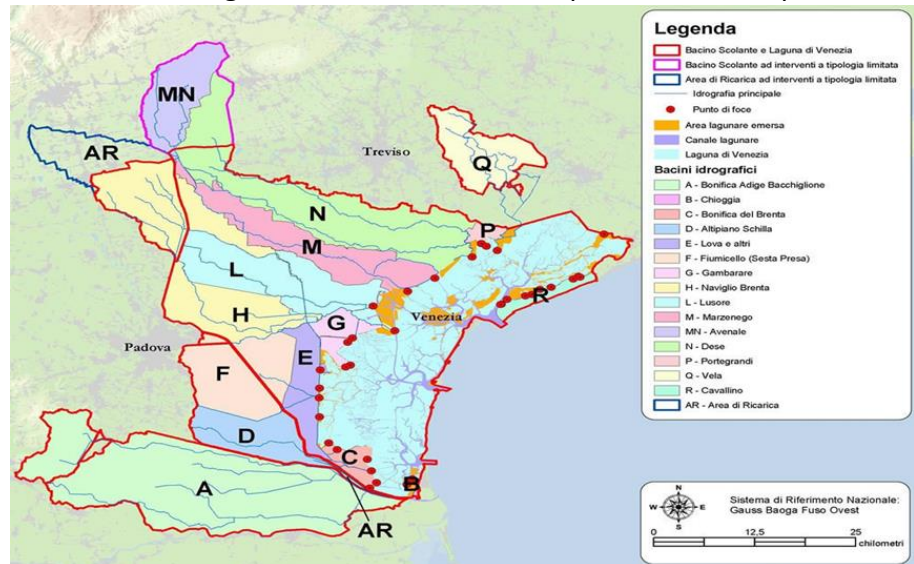 Legenda
Bacino Scolante e Laguna di Venezia
Bacino Scolante ad interventi a tipologia limitata
Area di Ricarica ad interventi a tipologia limitata
Idrografia principale
Punto di foce
Area lagunare emersa
Canale lagunare
Laguna di Venezia
Bacini idrografici
A - Bonifica Adige Bacchiglione
B - Chioggia
C - Bonifica del Brenta
D - Altipiano Schilla
E - Lova e altri
F - Fiumicello (Sesta Presa)
G - Gambarare
H - Naviglio Brenta
L - Lusore
M - Marzenego
MN - Avenale
N - Dese
P - Portegrandi
Q - Vela
R - Cavallino
AR - Area di Ricarica
MN
AR
Treviso
Q
N
P
M
L
R
H
G
Venezia
Padova
E
F
D
C
A
B
AR
N
W E
S
Sistema di Riferimento Nazionale:
Gauss Baoga Fuso Ovest
0 12,5 25
chilometri